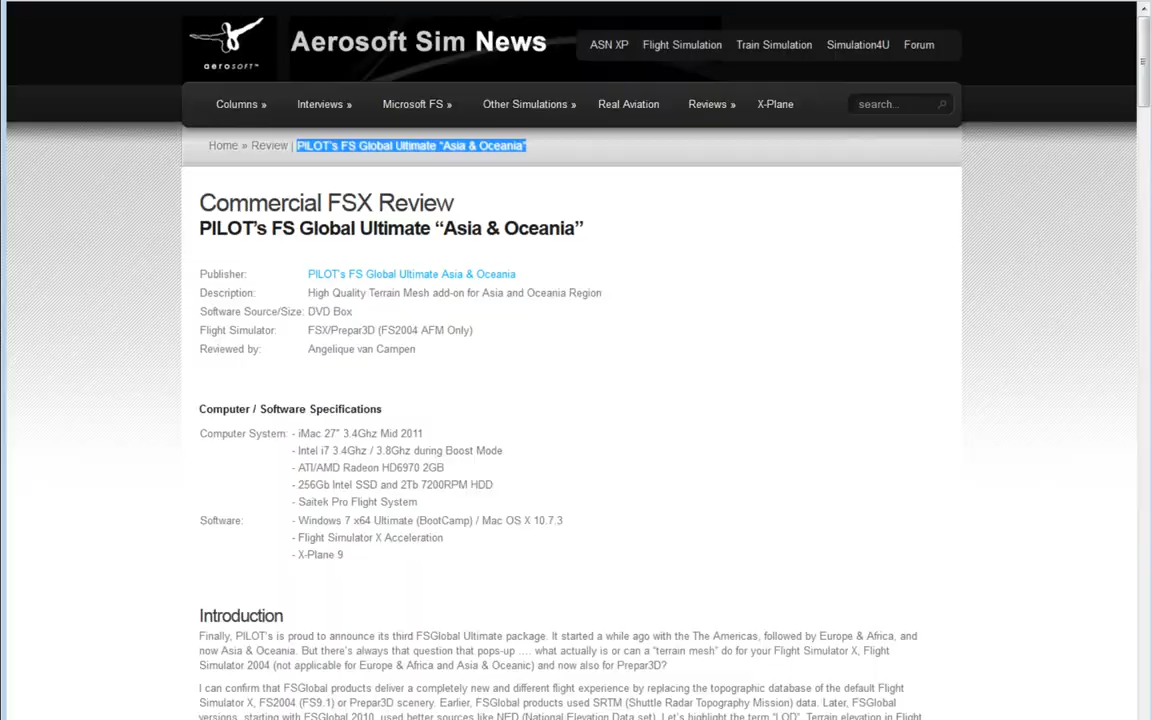 aerosoft™
Aerosoft Sim News
ASN XP Flight Simulation Train Simulation Simulation4U Forum
Columns » Interviews » Microsoft FS » Other Simulations » Real Aviation Reviews » X-Plane search...
Home » Review | PILOT's FS Global Ultimate "Asia & Oceania"
Commercial FSX Review
PILOT's FS Global Ultimate “Asia & Oceania”
Publisher: PILOT's FS Global Ultimate Asia & Oceania
Description: High Quality Terrain Mesh add-on for Asia and Oceania Region
Software Source/Size: DVD Box
Flight Simulator: FSX/Prepar3D (FS2004 AFM Only)
Reviewed by: Angelique van Campen
Computer / Software Specifications
Computer System: - iMac 27" 3.4Ghz Mid 2011
- Intel i7 3.4Ghz / 3.8Ghz during Boost Mode
- ATI/AMD Radeon HD6970 2GB
- 256Gb Intel SSD and 2Tb 7200RPM HDD
- Saitek Pro Flight System
Software: - Windows 7 x64 Ultimate (BootCamp) / Mac OS X 10.7.3
- Flight Simulator X Acceleration
- X-Plane 9
Introduction
Finally, PILOT's is proud to announce its third FSGlobal Ultimate package. It started a while ago with the The Americas, followed by Europe & Africa, and
now Asia & Oceania. But there's always that question that pops-up …. what actually is or can a “terrain mesh” do for your Flight Simulator X, Flight
Simulator 2004 (not applicable for Europe & Africa and Asia & Oceanic) and now also for Prepar3D?
I can confirm that FSGlobal products deliver a completely new and different flight experience by replacing the topographic database of the default Flight
Simulator X, FS2004 (FS9.1) or Prepar3D scenery. Earlier, FSGlobal products used SRTM (Shuttle Radar Topography Mission) data. Later, FSGlobal
versions, starting with FSGlobal 2010, used better sources like NED (National Elevation Data set). Let's highlight the term “LOD”. Terrain elevation in Flight